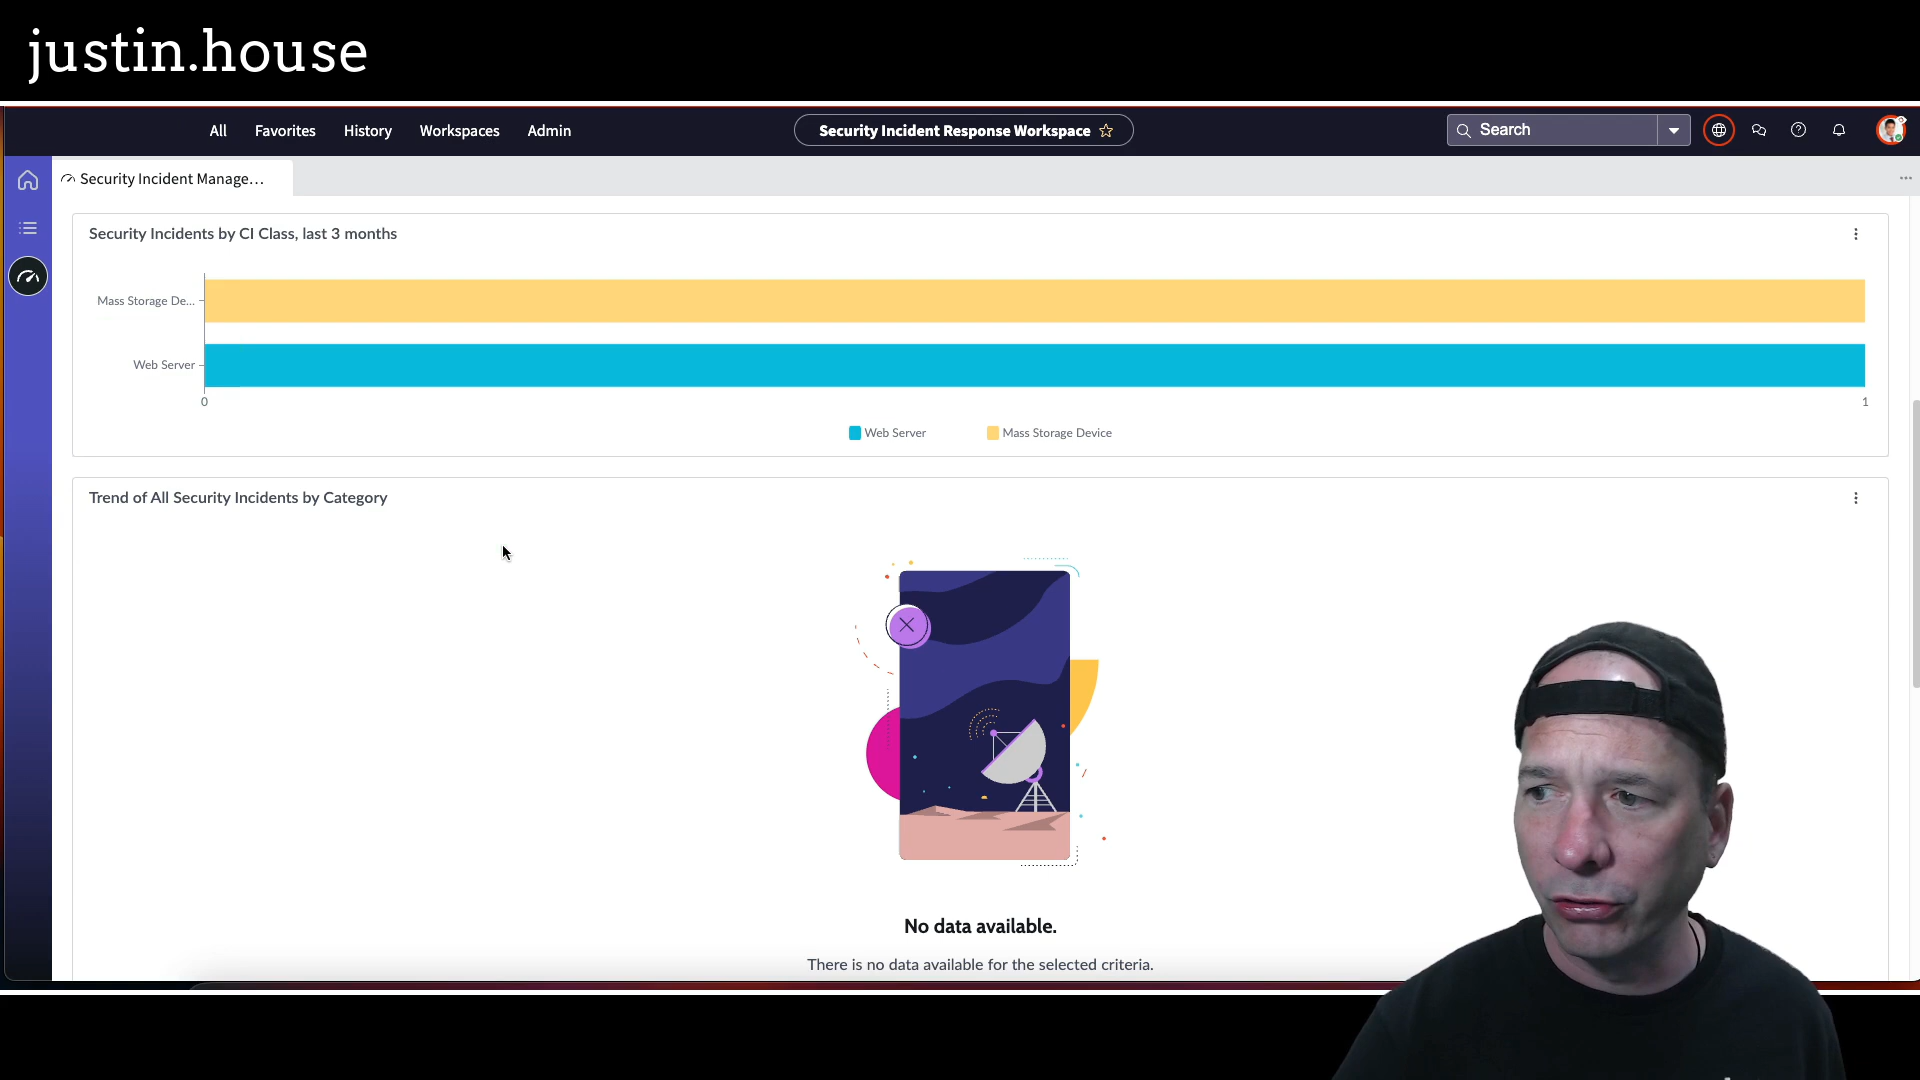 justin.house
All Favorites History Workspaces Admin
Security Incident Response Workspace
Search
Security Incident Manage...
Security Incidents by CI Class, last 3 months
Mass Storage De...
Web Server
0 1
Web Server Mass Storage Device
Trend of All Security Incidents by Category
No data available.
There is no data available for the selected criteria.